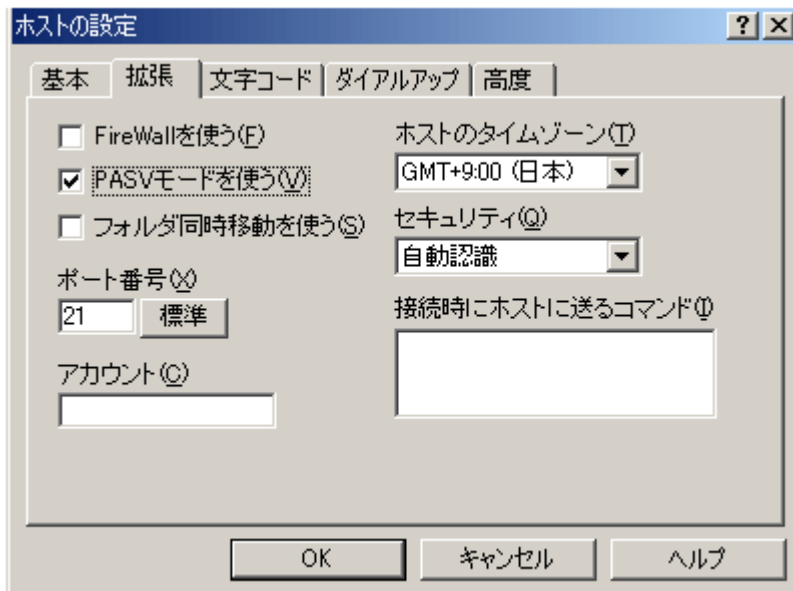 ホストの設定
基本 拡張 文字コード ダイアルアップ 高度
FireWallを使う(F)
PASVモードを使う(V)
フォルダ同時移動を使う(S)
ポート番号(X)
21 標準
アカウント(C)
ホストのタイムゾーン(T)
GMT+9:00 (日本)
セキュリティ(Q)
自動認識
接続時にホストに送るコマンド(I)
OK キャンセル ヘルプ